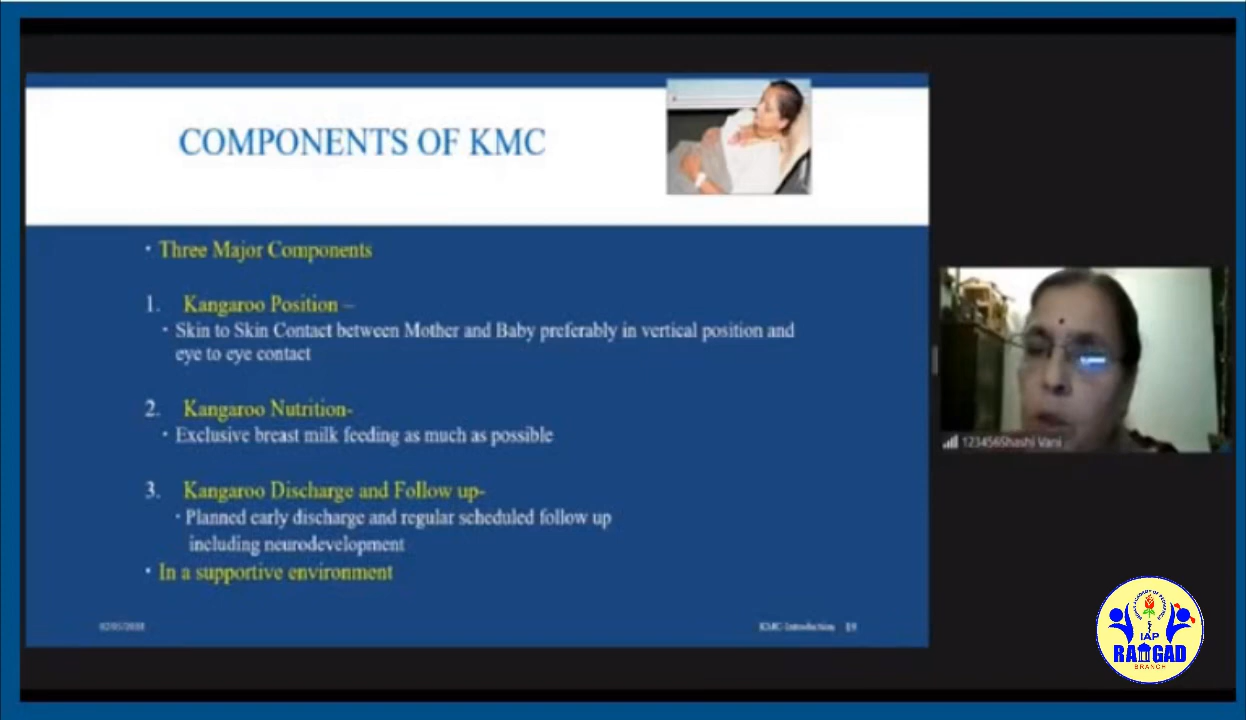 COMPONENTS OF KMC
• Three Major Components
1. Kangaroo Position –
• Skin to Skin Contact between Mother and Baby preferably in vertical position and
eye to eye contact
2. Kangaroo Nutrition-
• Exclusive breast milk feeding as much as possible
3. Kangaroo Discharge and Follow up-
• Planned early discharge and regular scheduled follow up
including neurodevelopment
• In a supportive environment
KMC-Introduction
123456Shashi Vani
IAP
RAIGAD
BRANCH